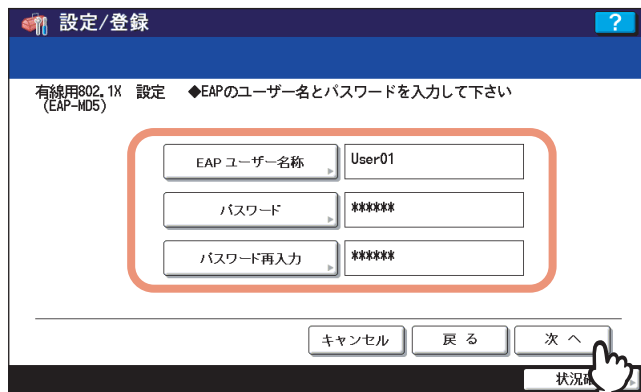 設定/登録
?
有線用802.1X 設定 ◆EAPのユーザー名とパスワードを入力して下さい
(EAP-MD5)
EAP ユーザー名称 User01
パスワード ******
パスワード再入力 ******
キャンセル 戻る 次へ
状況